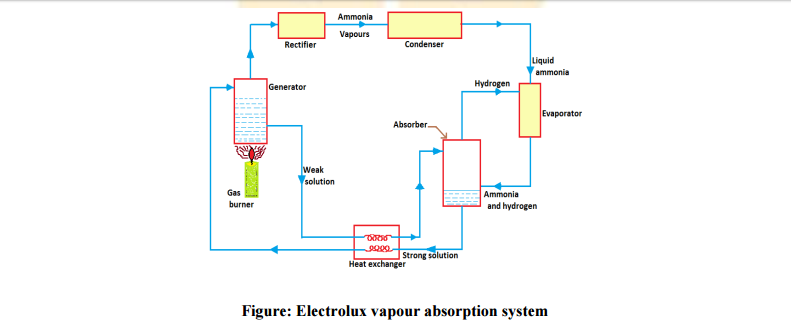 Ammonia
Vapours
Rectifier
Condenser
Liquid
ammonia
Hydrogen
Generator
Evaporator
Absorber
Weak
solution
Gas
burner
Ammonia
and hydrogen
Strong solution
Heat exchanger
Figure: Electrolux vapour absorption system